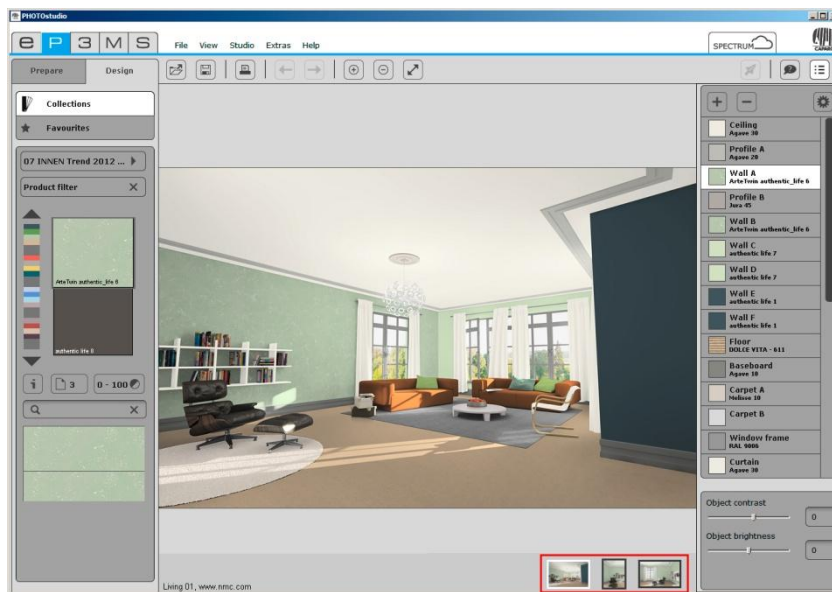 PHOTOstudio
e P 3 M S
File View Studio Extras Help
SPECTRUM
CAPAROL
Prepare Design
Collections
Favourites
07 INNEN Trend 2012 ...
Product filter X
ArteTwin authentic_life 6
authentic life 8
i 3 0 - 100
X
Ceiling
Agave 30
Profile A
Agave 20
Wall A
ArteTwin authentic_life 6
Profile B
Jura 45
Wall B
ArteTwin authentic_life 6
Wall C
authentic life 7
Wall D
authentic life 7
Wall E
authentic life 1
Wall F
authentic life 1
Floor
DOLCE VITA - 611
Baseboard
Agave 10
Carpet A
Melisse 10
Carpet B
Window frame
RAL 9006
Curtain
Agave 30
Object contrast
0
Object brightness
0
Living 01, www.nmc.com